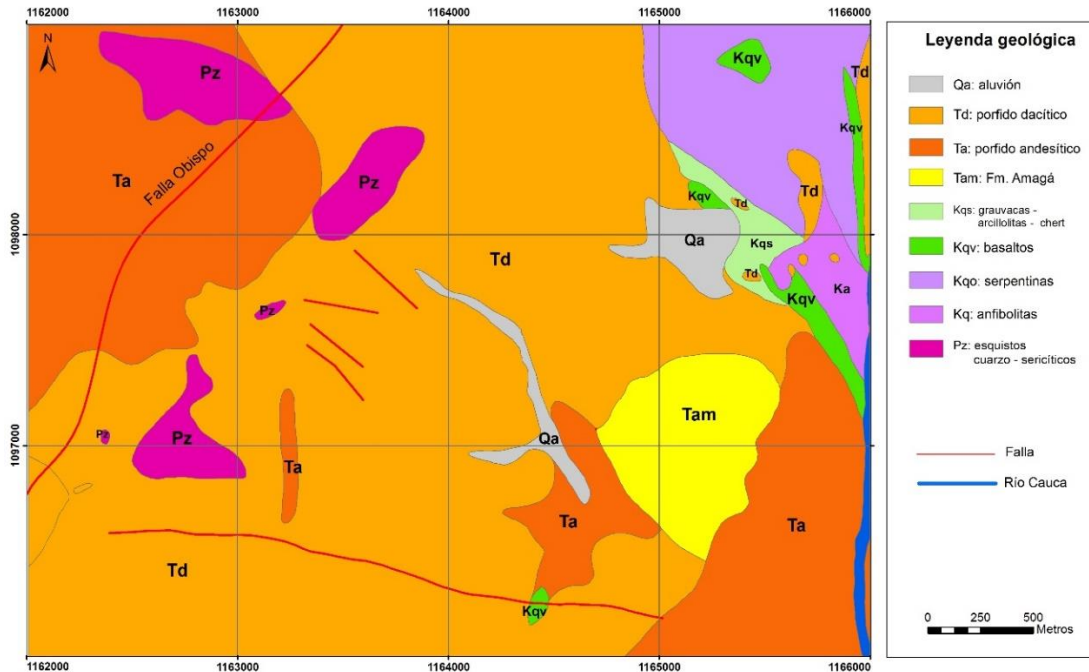 1162000 1163000 1164000 1165000 1166000
N
Pz
Kqv
Td
Kqv
Ta
Falla Obispo
Pz
Kqv
Td
Td
1098000
1098000
Td
Qa
Kqs
Td
Kqv
Ka
Pz
Tam
1097000
1097000
Pz
Pz
Qa
Ta
Ta
Ta
Td
Kqv
1162000 1163000 1164000 1165000 1166000
Leyenda geológica
Qa: aluvión
Td: porfido dacítico
Ta: porfido andesítico
Tam: Fm. Amagá
Kqs: grauvacas -
arcillolitas - chert
Kqv: basaltos
Kqo: serpentinas
Kq: anfibolitas
Pz: esquistos
cuarzo - sericíticos
Falla
Río Cauca
0 250 500
Metros